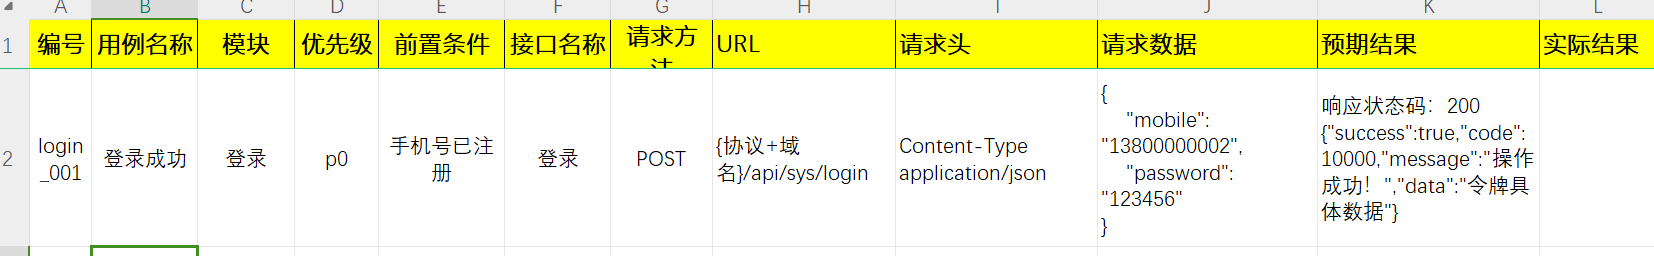 A B C D E F G H I J K L
1 编号 用例名称 模块 优先级 前置条件 接口名称 请求方法 URL 请求头 请求数据 预期结果 实际结果
2
login
_001
登录成功
登录
p0
手机号已注
册
登录
POST
{协议+域
名}/api/sys/login
Content-Type
application/json
{
"mobile":
"13800000002",
"password":
"123456"
}
响应状态码：200
{"success":true,"code":
10000,"message":"操作
成功！","data":"令牌具
体数据"}